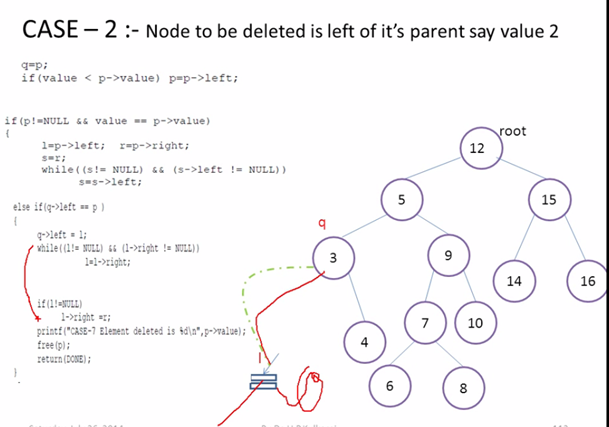 CASE – 2 :- Node to be deleted is left of it's parent say value 2
q=p;
if(value < p->value) p=p->left;
if(p!=NULL && value == p->value)
{
l=p->left; r=p->right;
s=r;
while((s!= NULL) && (s->left != NULL))
s=s->left;
else if(q->left == p )
{
q->left = l;
while((l!= NULL) && (l->right != NULL))
l=l->right;
if(l!=NULL)
l->right =r;
printf("CASE-7 Element deleted is %d\n",p->value);
free(p);
return(DONE);
}
root
12
5
15
q
3
9
14
16
4
7
10
6
8